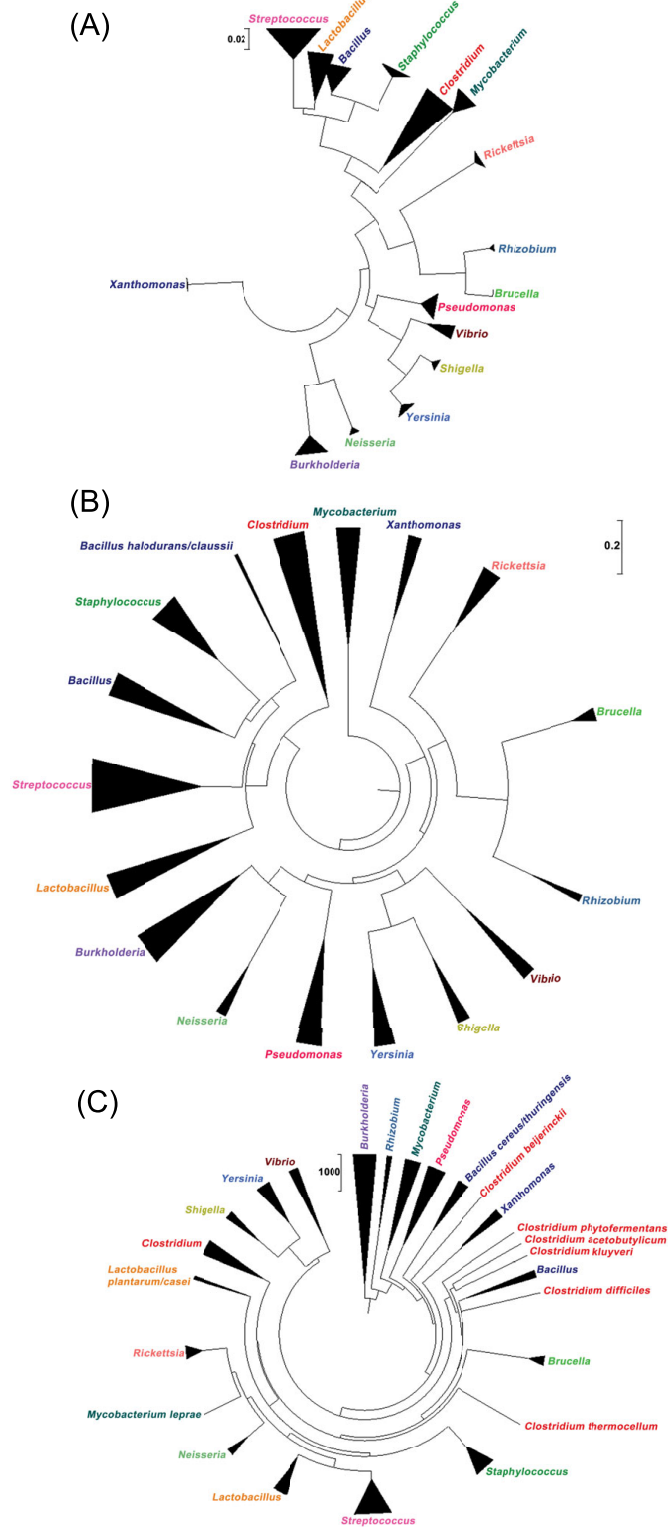 (A)
Streptococcus
Lactobacillus
Bacillus
Staphylococcus
0.02
Clostridium
Mycobacterium
Rickettsia
Rhizobium
Xanthomonas
Brucella
Pseudomonas
Vibrio
Shigella
Yersinia
Neisseria
Burkholderia
(B)
Mycobacterium
Clostridium
Xanthomonas
Bacillus halodurans/claussii
0.2
Rickettsia
Staphylococcus
Bacillus
Brucella
Streptococcus
Lactobacillus
Rhizobium
Burkholderia
Vibrio
Neisseria
Shigella
Pseudomonas
Yersinia
(C)
Burkholderia
Rhizobium
Mycobacterium
Pseudomonas
Bacillus cereus/thuringensis
Clostridium beijerinckii
Vibrio
1000
Yersinia
Xanthomonas
Shigella
Clostridium phytofermentans
Clostridium acetobutylicum
Clostridium
Clostridium kluyveri
Lactobacillus
plantarum/casei
Bacillus
Clostridium difficiles
Rickettsia
Brucella
Mycobacterium leprae
Clostridium thermocellum
Neisseria
Staphylococcus
Lactobacillus
Streptococcus